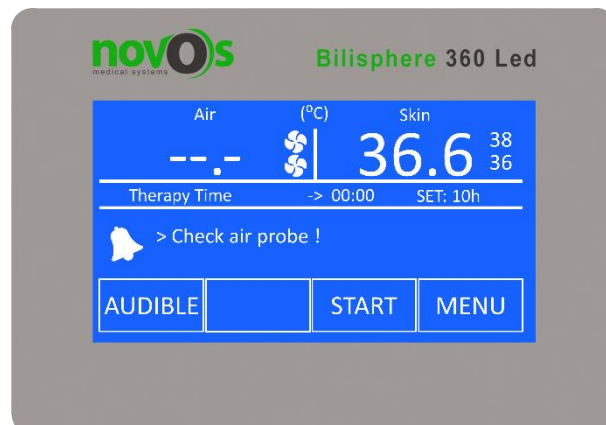 novOs
medical systems
Bilisphere 360 Led
Air (⁰C) Skin
--.- 36.6 38
36
Therapy Time -> 00:00 SET: 10h
> Check air probe !
AUDIBLE START MENU